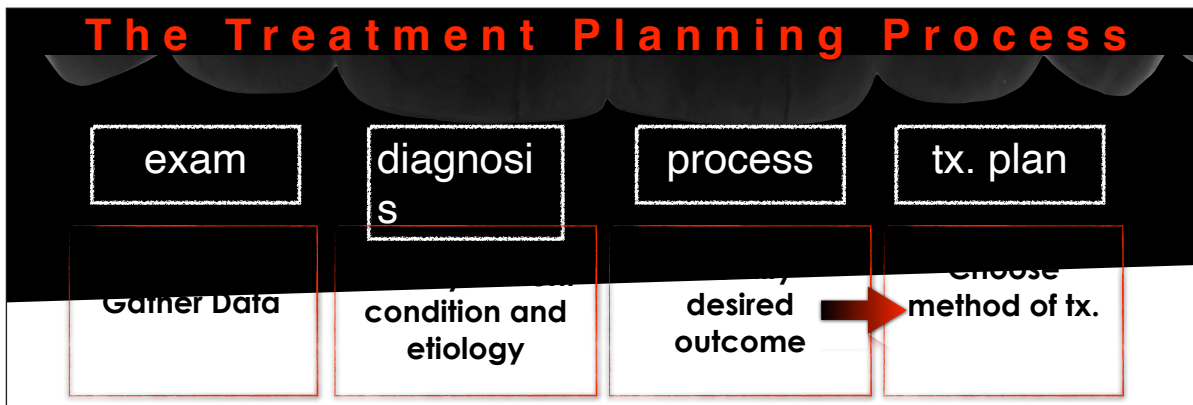 The Treatment Planning Process
exam
diagnosi
s
process
tx. plan
Gather Data
condition and
etiology
desired
outcome
Choose
method of tx.